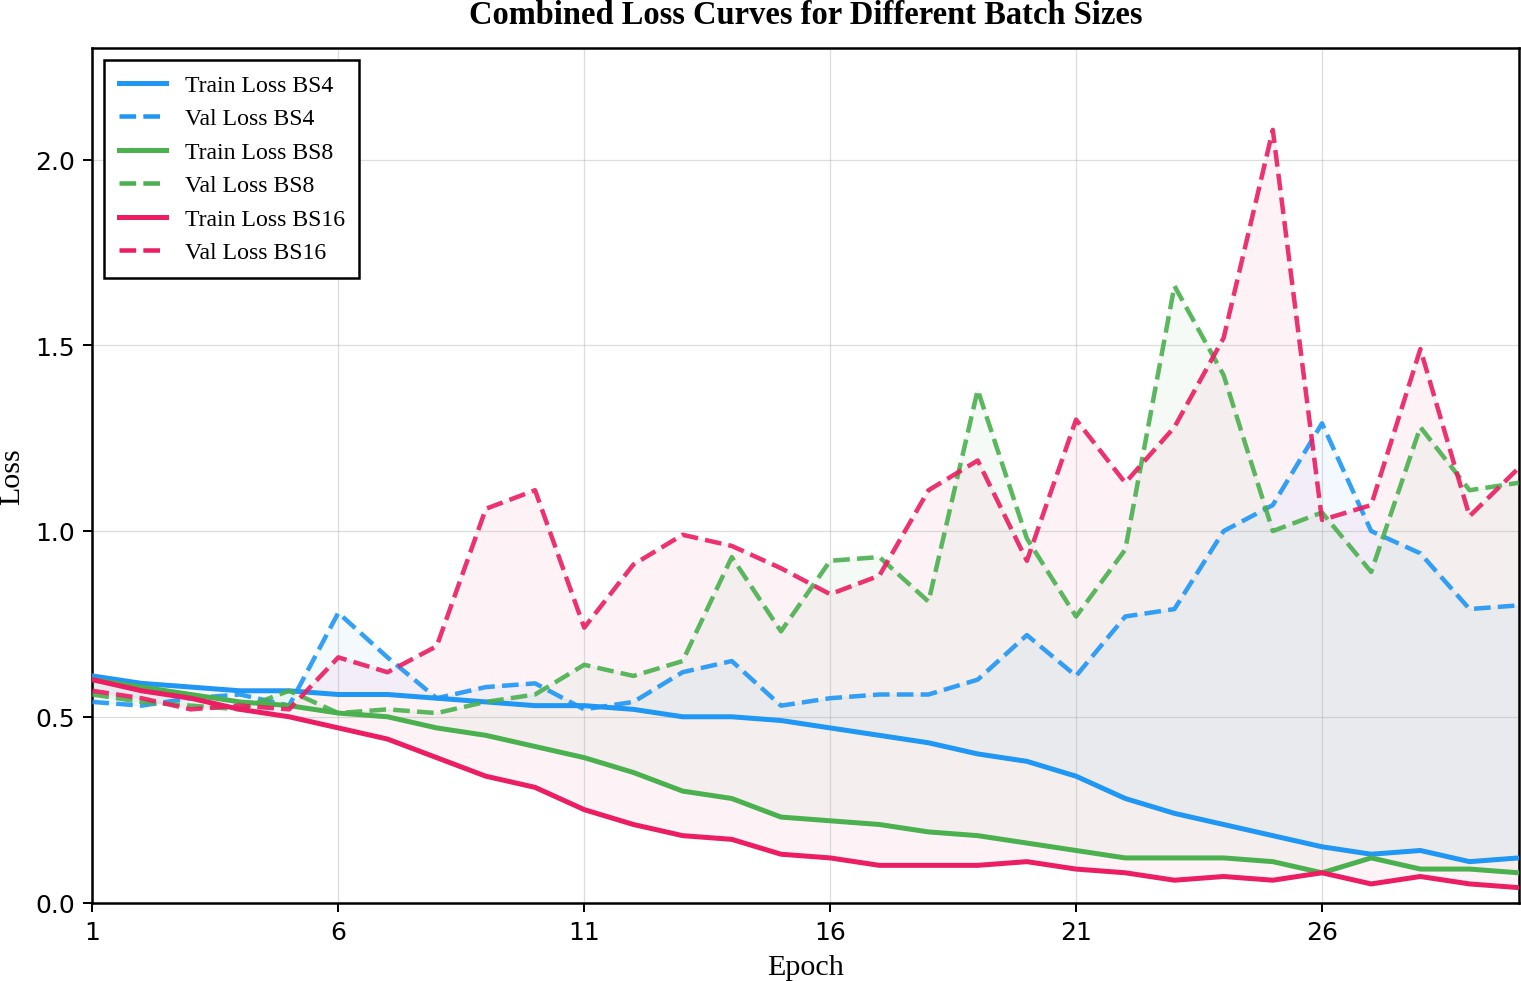 Combined Loss Curves for Different Batch Sizes
Train Loss BS4
Val Loss BS4
Train Loss BS8
Val Loss BS8
Train Loss BS16
Val Loss BS16
2.0
1.5
1.0
0.5
0.0
Loss
1 6 11 16 21 26
Epoch